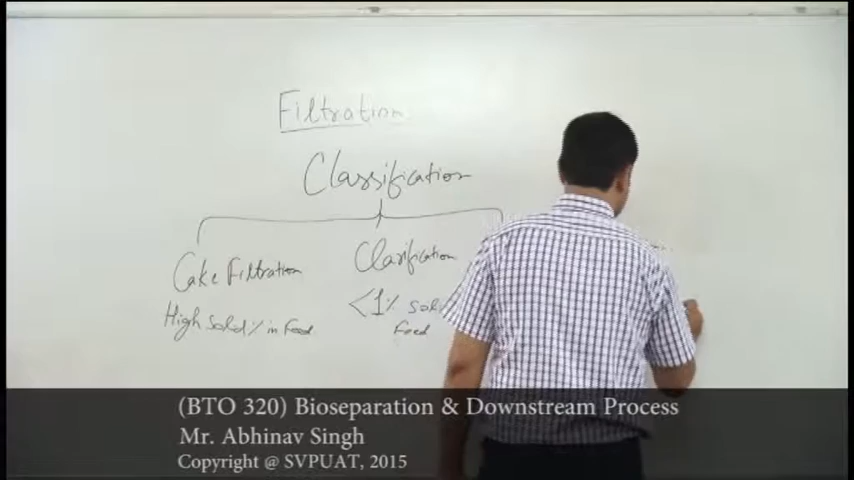 Filtration
Classification
Cake Filtration
Clarification
High Solid % in Feed
<1% soli
Feed
(BTO 320) Bioseparation & Downstream Process
Mr. Abhinav Singh
Copyright @ SVPUAT, 2015